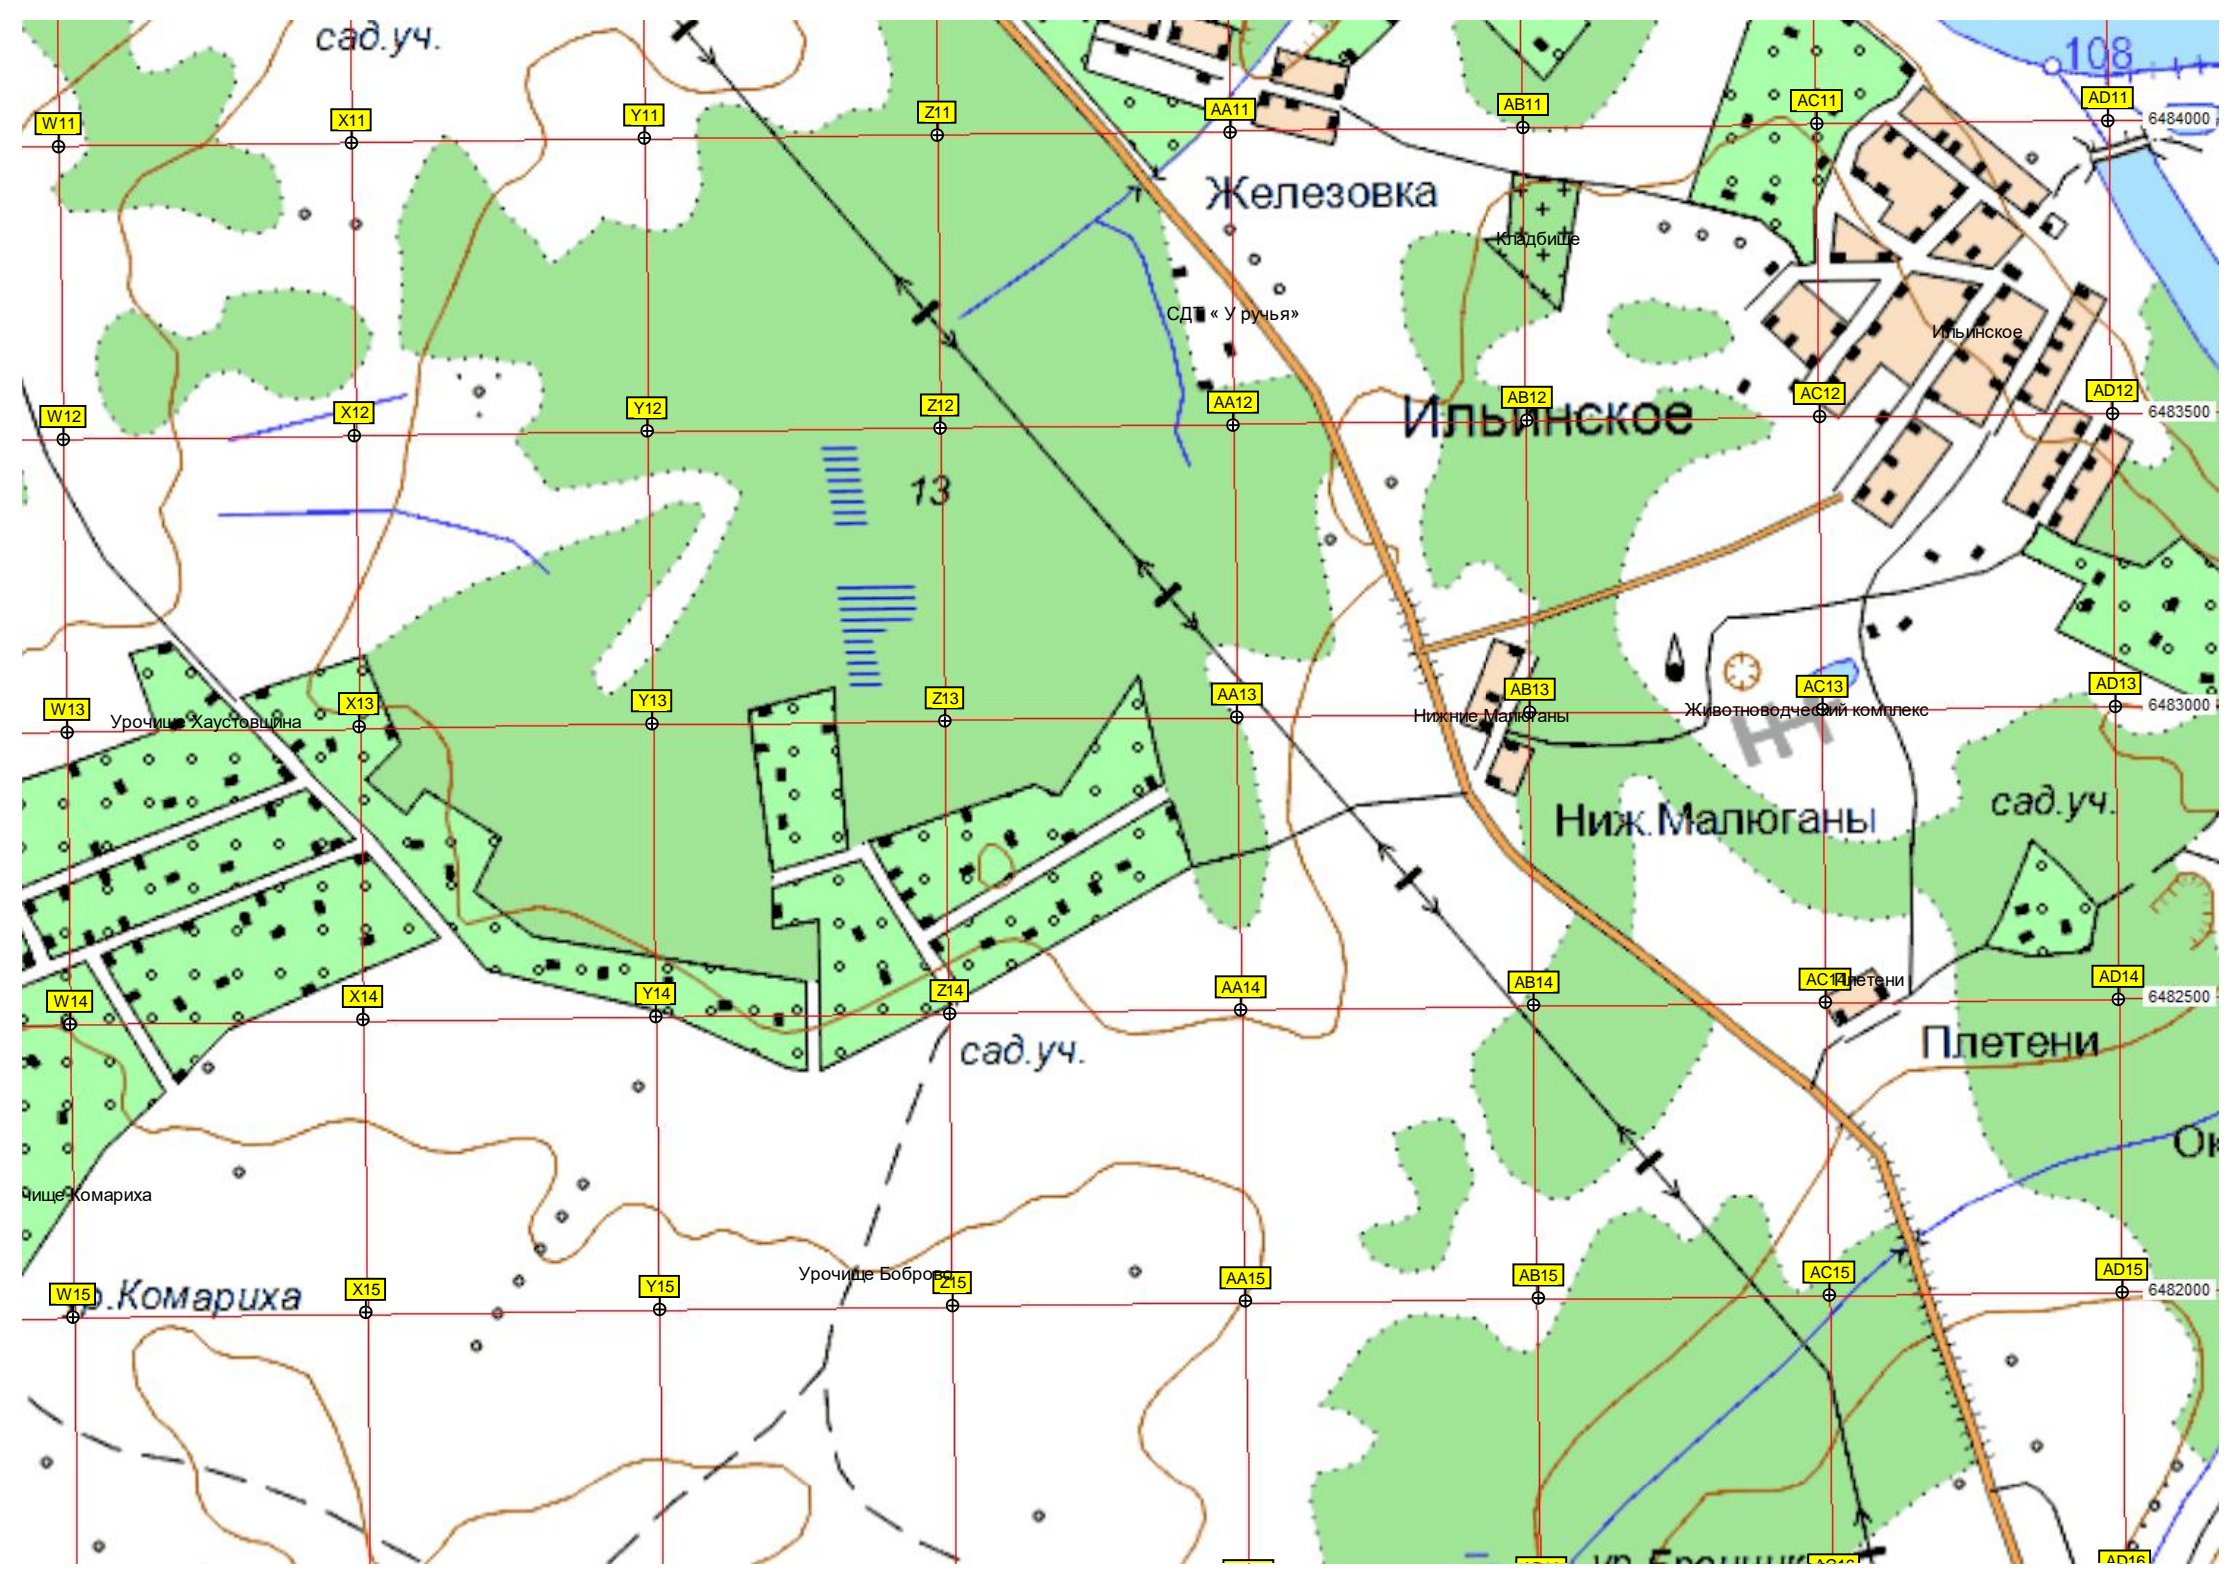 сад.уч.
108
W11
X11
Y11
Z11
AA11
AB11
AC11
AD11
6484000
Железовка
Кладбище
СДТ « У ручья»
Ильинское
W12
X12
Y12
Z12
AA12
AB12
AC12
AD12
6483500
Ильинское
13
W13
X13
Y13
Z13
AA13
AB13
AC13
AD13
6483000
Урочище Хаустовщина
Нижние Малюганы
Животноводческий комплекс
Ниж.Малюганы
сад.уч.
W14
X14
Y14
Z14
AA14
AB14
AC14
Плетени
AD14
6482500
сад.уч.
Плетени
Ок
чище Комариха
Урочище Боброво
W15
X15
Y15
Z15
AA15
AB15
AC15
AD15
6482000
р.Комариха
AD16